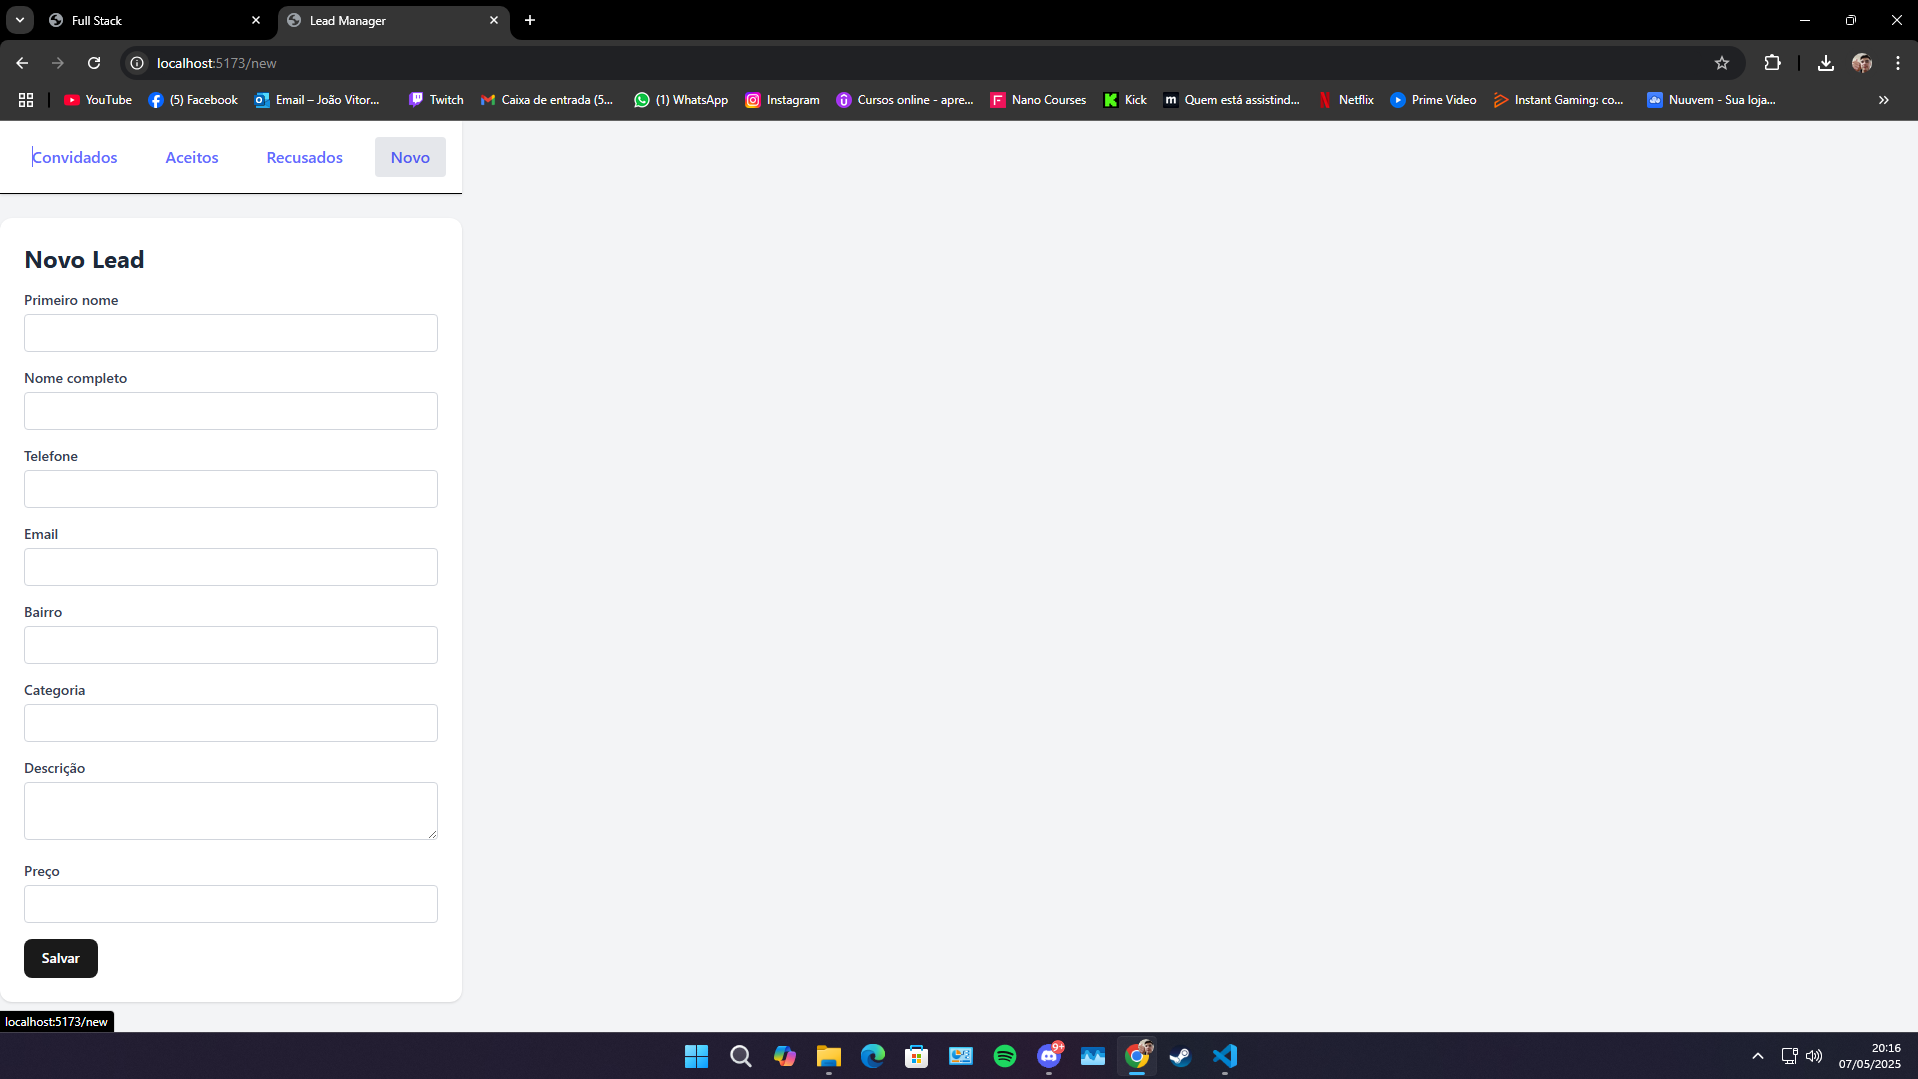 Full Stack
Lead Manager
localhost:5173/new
YouTube
(5) Facebook
Email – João Vitor...
Twitch
Caixa de entrada (5...
(1) WhatsApp
Instagram
Cursos online - apre...
Nano Courses
Kick
Quem está assistind...
Netflix
Prime Video
Instant Gaming: co...
Nuuvem - Sua loja...
Convidados
Aceitos
Recusados
Novo
Novo Lead
Primeiro nome
Nome completo
Telefone
Email
Bairro
Categoria
Descrição
Preço
Salvar
localhost:5173/new
9+
20:16
07/05/2025